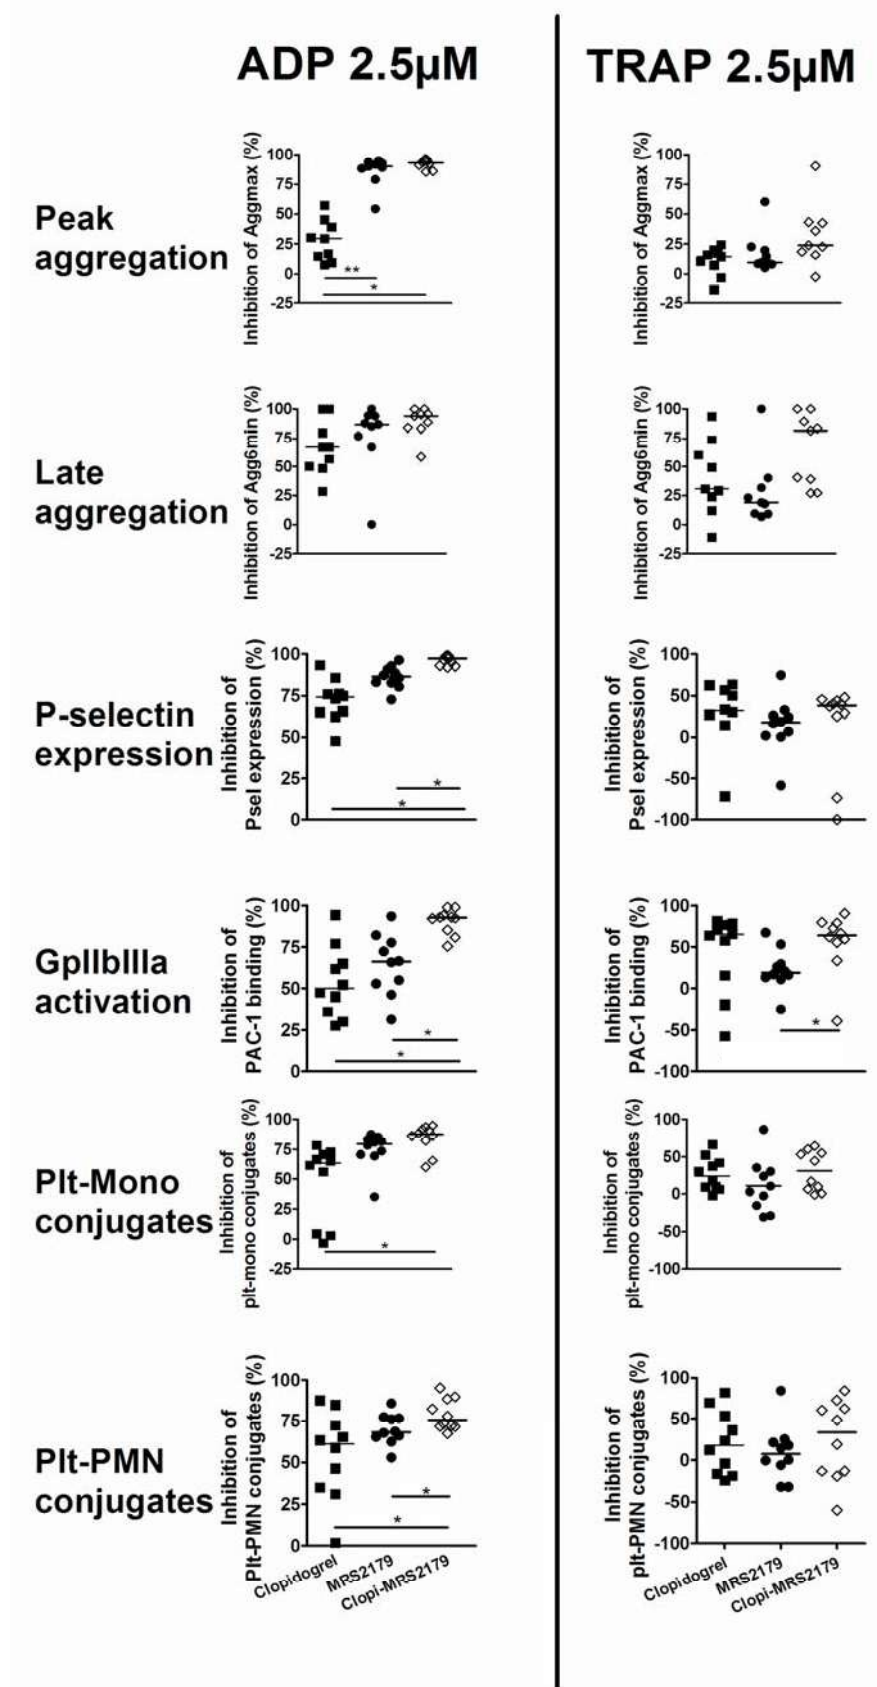 ADP 2.5µM
TRAP 2.5µM
Peak
aggregation
Inhibition of Aggmax (%)
100
75
50
25
0
-25
**
*
Inhibition of Aggmax (%)
100
75
50
25
0
-25
Late
aggregation
Inhibition of Agg6min (%)
100
75
50
25
0
-25
Inhibition of Agg6min (%)
100
75
50
25
0
-25
P-selectin
expression
Inhibition of
Psel expression (%)
100
75
50
25
0
*
*
Inhibition of
Psel expression (%)
100
50
0
-50
-100
GpIIbIIIa
activation
Inhibition of
PAC-1 binding (%)
100
75
50
25
0
*
*
Inhibition of
PAC-1 binding (%)
100
50
0
-50
-100
*
Plt-Mono
conjugates
Inhibition of
plt-mono conjugates (%)
100
75
50
25
0
-25
*
Inhibition of
plt-mono conjugates (%)
100
50
0
-50
-100
Plt-PMN
conjugates
Inhibition of
Plt-PMN conjugates (%)
100
75
50
25
0
*
*
Clopidogrel
MRS2179
Clopi-MRS2179
Inhibition of
plt-PMN conjugates (%)
100
50
0
-50
-100
Clopidogrel
MRS2179
Clopi-MRS2179